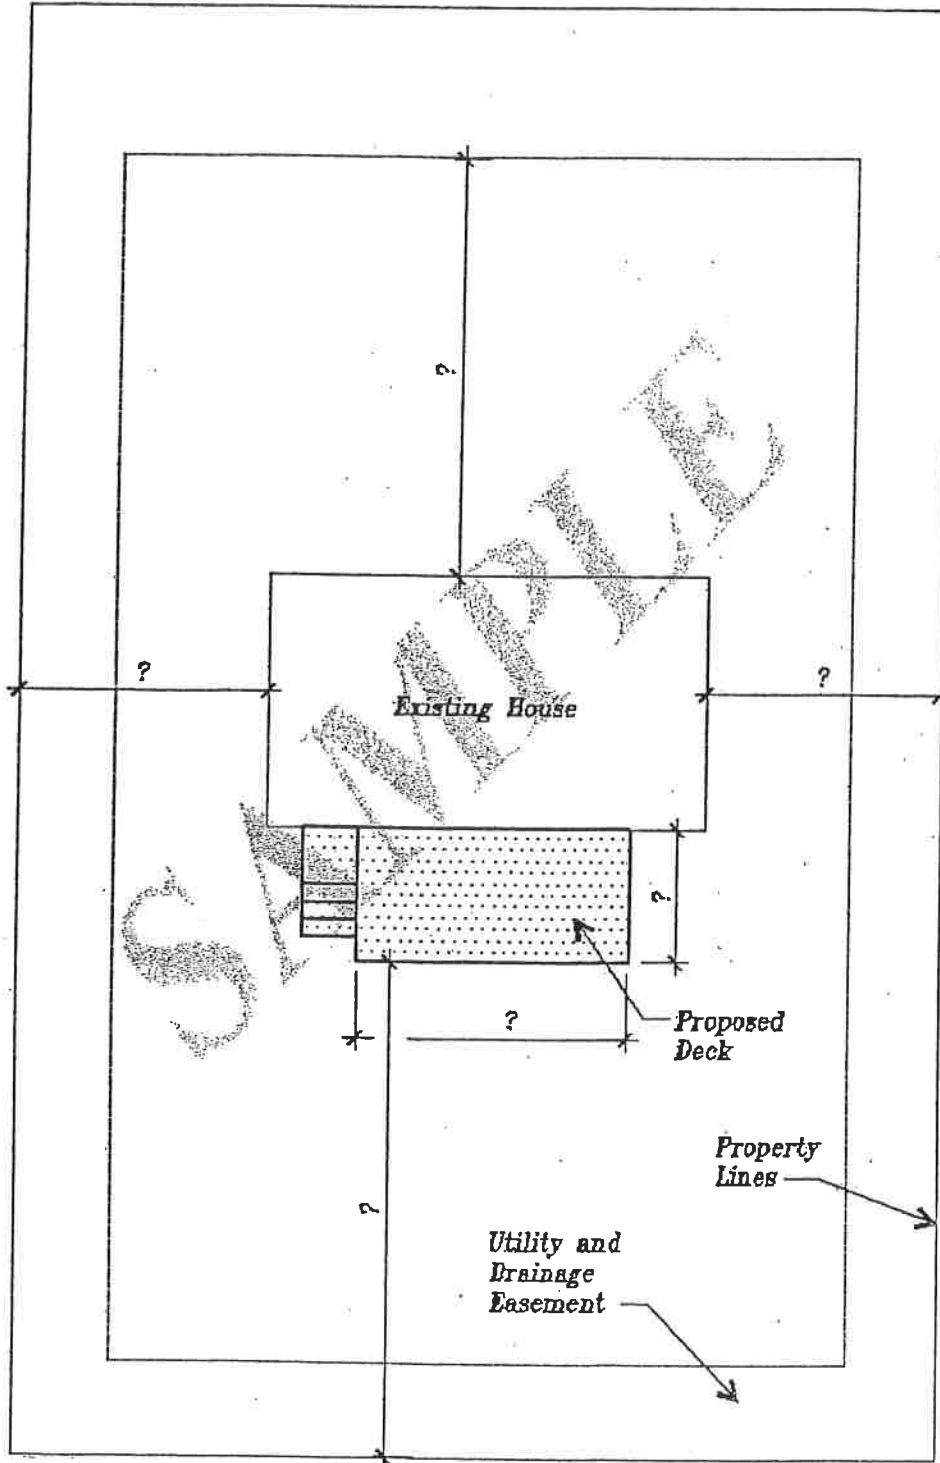 ?
SAMPLE
?
?
Existing House
?
?
Proposed
Deck
Property
Lines
?
Utility and
Drainage
Easement